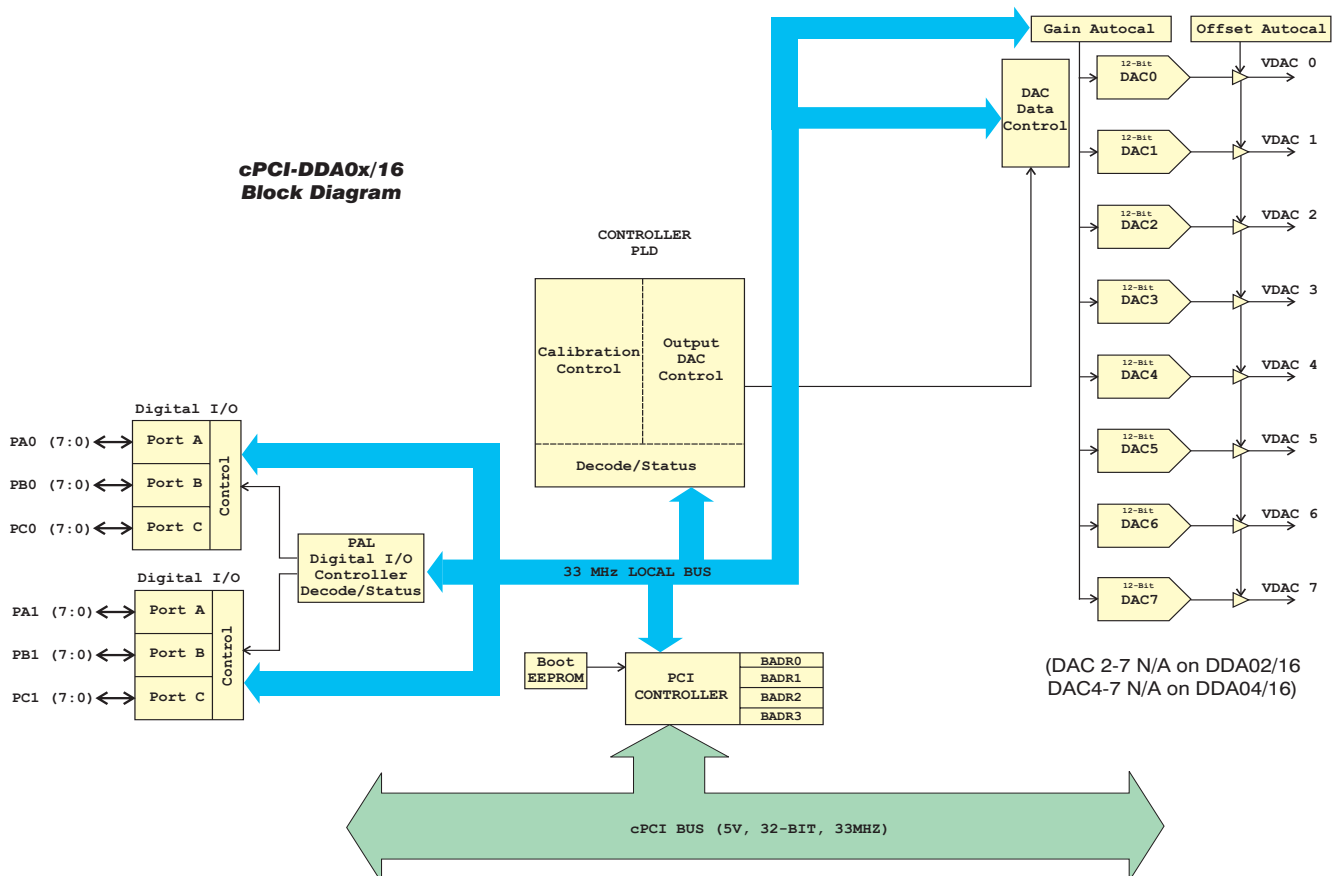 cPCI-DDA0x/16
Block Diagram
Gain Autocal
Offset Autocal
DAC
Data
Control
12-Bit
DAC0
VDAC 0
12-Bit
DAC1
VDAC 1
12-Bit
DAC2
VDAC 2
12-Bit
DAC3
VDAC 3
12-Bit
DAC4
VDAC 4
12-Bit
DAC5
VDAC 5
12-Bit
DAC6
VDAC 6
12-Bit
DAC7
VDAC 7
(DAC 2-7 N/A on DDA02/16
DAC4-7 N/A on DDA04/16)
CONTROLLER
PLD
Calibration
Control
Output
DAC
Control
Decode/Status
Digital I/O
PA0 (7:0)
Port A
PB0 (7:0)
Port B
PC0 (7:0)
Port C
Control
Digital I/O
PA1 (7:0)
Port A
PB1 (7:0)
Port B
PC1 (7:0)
Port C
Control
PAL
Digital I/O
Controller
Decode/Status
33 MHz LOCAL BUS
Boot
EEPROM
PCI
CONTROLLER
BADR0
BADR1
BADR2
BADR3
cPCI BUS (5V, 32-BIT, 33MHZ)